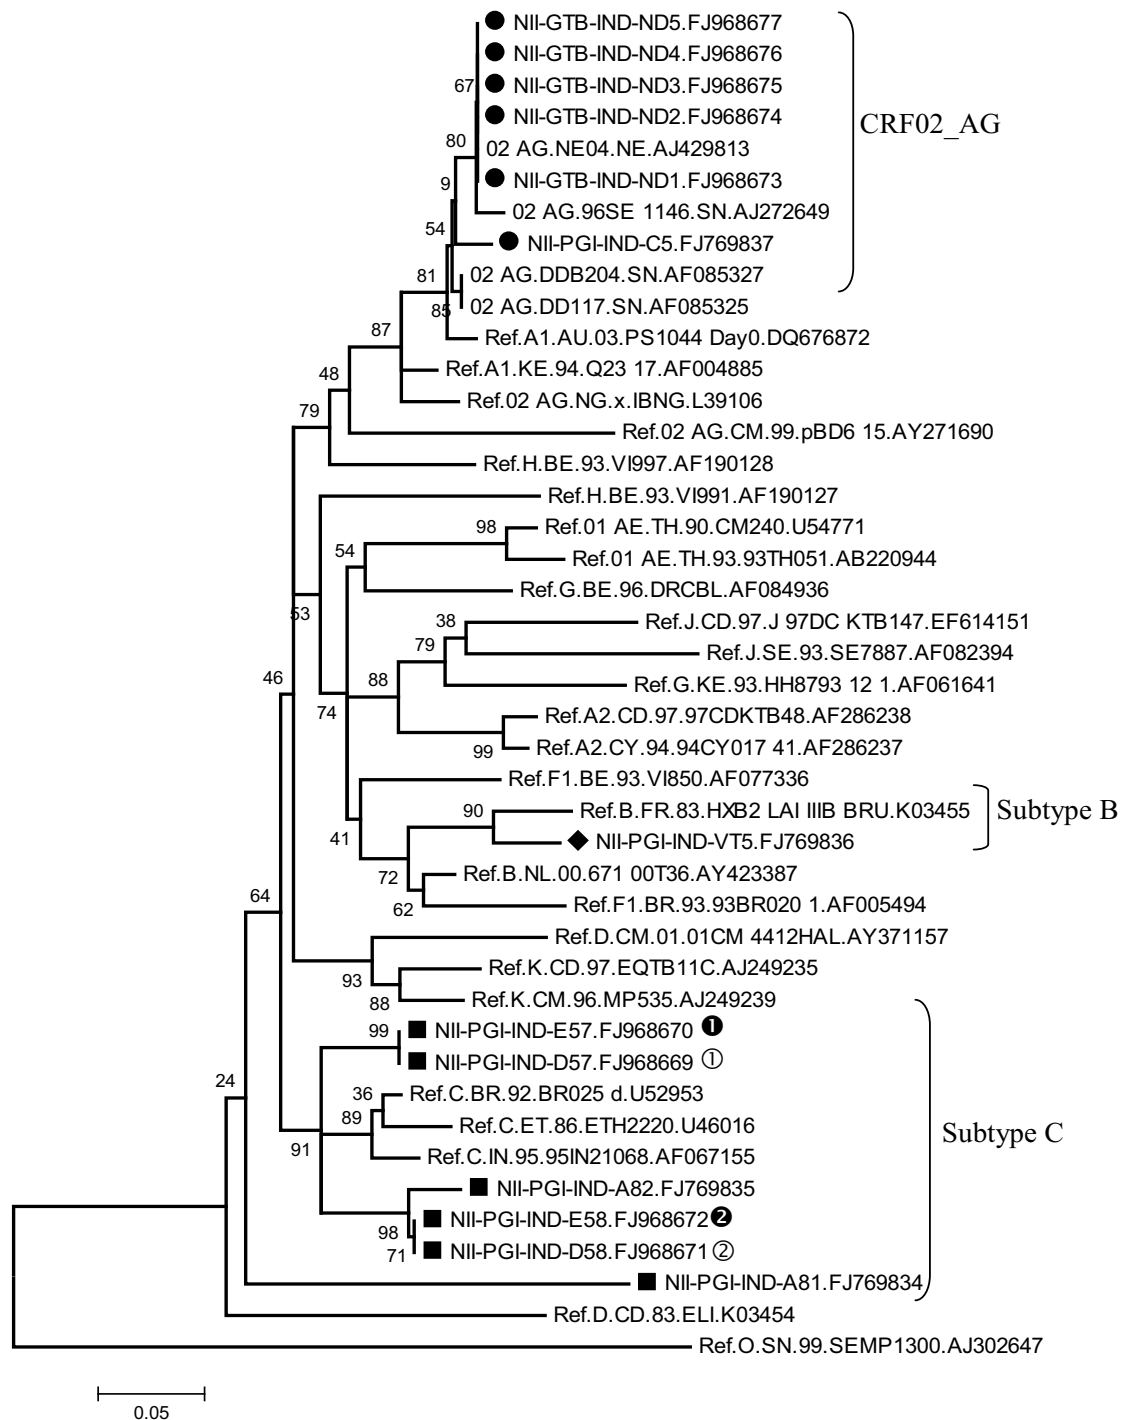 NII-GTB-IND-ND5.FJ968677
NII-GTB-IND-ND4.FJ968676
67
NII-GTB-IND-ND3.FJ968675
NII-GTB-IND-ND2.FJ968674
CRF02_AG
80
02 AG.NE04.NE.AJ429813
9
NII-GTB-IND-ND1.FJ968673
02 AG.96SE 1146.SN.AJ272649
54
NII-PGI-IND-C5.FJ769837
81
02 AG.DDB204.SN.AF085327
85
02 AG.DD117.SN.AF085325
87
Ref.A1.AU.03.PS1044 Day0.DQ676872
48
Ref.A1.KE.94.Q23 17.AF004885
79
Ref.02 AG.NG.x.IBNG.L39106
Ref.02 AG.CM.99.pBD6 15.AY271690
Ref.H.BE.93.VI997.AF190128
Ref.H.BE.93.VI991.AF190127
98
Ref.01 AE.TH.90.CM240.U54771
54
Ref.01 AE.TH.93.93TH051.AB220944
Ref.G.BE.96.DRCBL.AF084936
53
38
Ref.J.CD.97.J 97DC KTB147.EF614151
79
Ref.J.SE.93.SE7887.AF082394
46
88
Ref.G.KE.93.HH8793 12 1.AF061641
74
Ref.A2.CD.97.97CDKTB48.AF286238
99
Ref.A2.CY.94.94CY017 41.AF286237
Ref.F1.BE.93.VI850.AF077336
90
Ref.B.FR.83.HXB2 LAI IIIB BRU.K03455
Subtype B
41
NII-PGI-IND-VT5.FJ769836
72
Ref.B.NL.00.671 00T36.AY423387
64
62
Ref.F1.BR.93.93BR020 1.AF005494
Ref.D.CM.01.01CM 4412HAL.AY371157
93
Ref.K.CD.97.EQTB11C.AJ249235
88
Ref.K.CM.96.MP535.AJ249239
99
NII-PGI-IND-E57.FJ968670 ❶
NII-PGI-IND-D57.FJ968669 ①
24
36
Ref.C.BR.92.BR025 d.U52953
89
Ref.C.ET.86.ETH2220.U46016
Subtype C
91
Ref.C.IN.95.95IN21068.AF067155
NII-PGI-IND-A82.FJ769835
98
NII-PGI-IND-E58.FJ968672 ❷
71
NII-PGI-IND-D58.FJ968671 ②
NII-PGI-IND-A81.FJ769834
Ref.D.CD.83.ELI.K03454
Ref.O.SN.99.SEMP1300.AJ302647
0.05